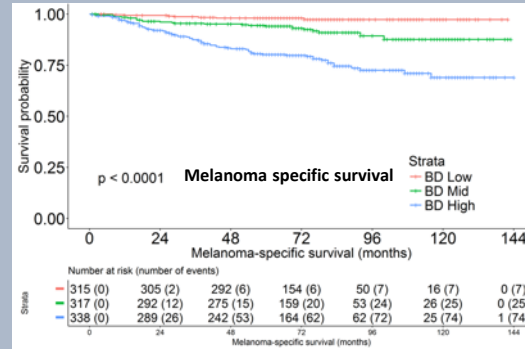 Survival probability
1.00
0.75
0.50
0.25
0.00
p < 0.0001 Melanoma specific survival
Strata
BD Low
BD Mid
BD High
0 24 48 72 96 120 144
Melanoma-specific survival (months)
Number at risk (number of events)
Strata
315 (0) 305 (2) 292 (6) 154 (6) 50 (7) 16 (7) 0 (7)
317 (0) 292 (12) 275 (15) 159 (20) 53 (24) 26 (25) 0 (25)
338 (0) 289 (26) 242 (53) 164 (62) 62 (72) 25 (74) 1 (74)
0 24 48 72 96 120 144
Melanoma-specific survival (months)